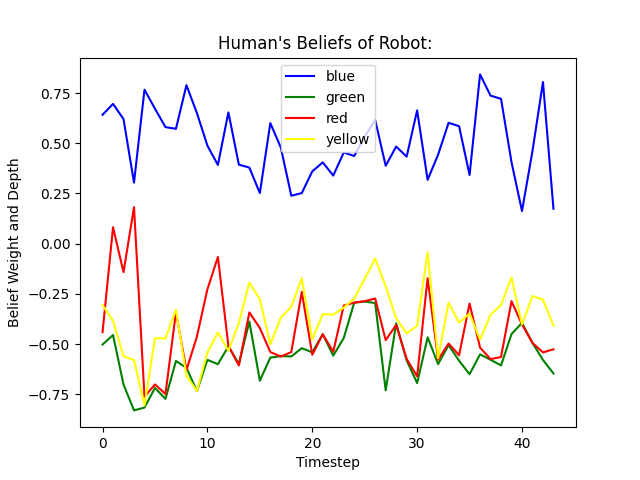 Human's Beliefs of Robot:
blue
green
red
yellow
Belief Weight and Depth
0.75
0.50
0.25
0.00
−0.25
−0.50
−0.75
0 10 20 30 40
Timestep